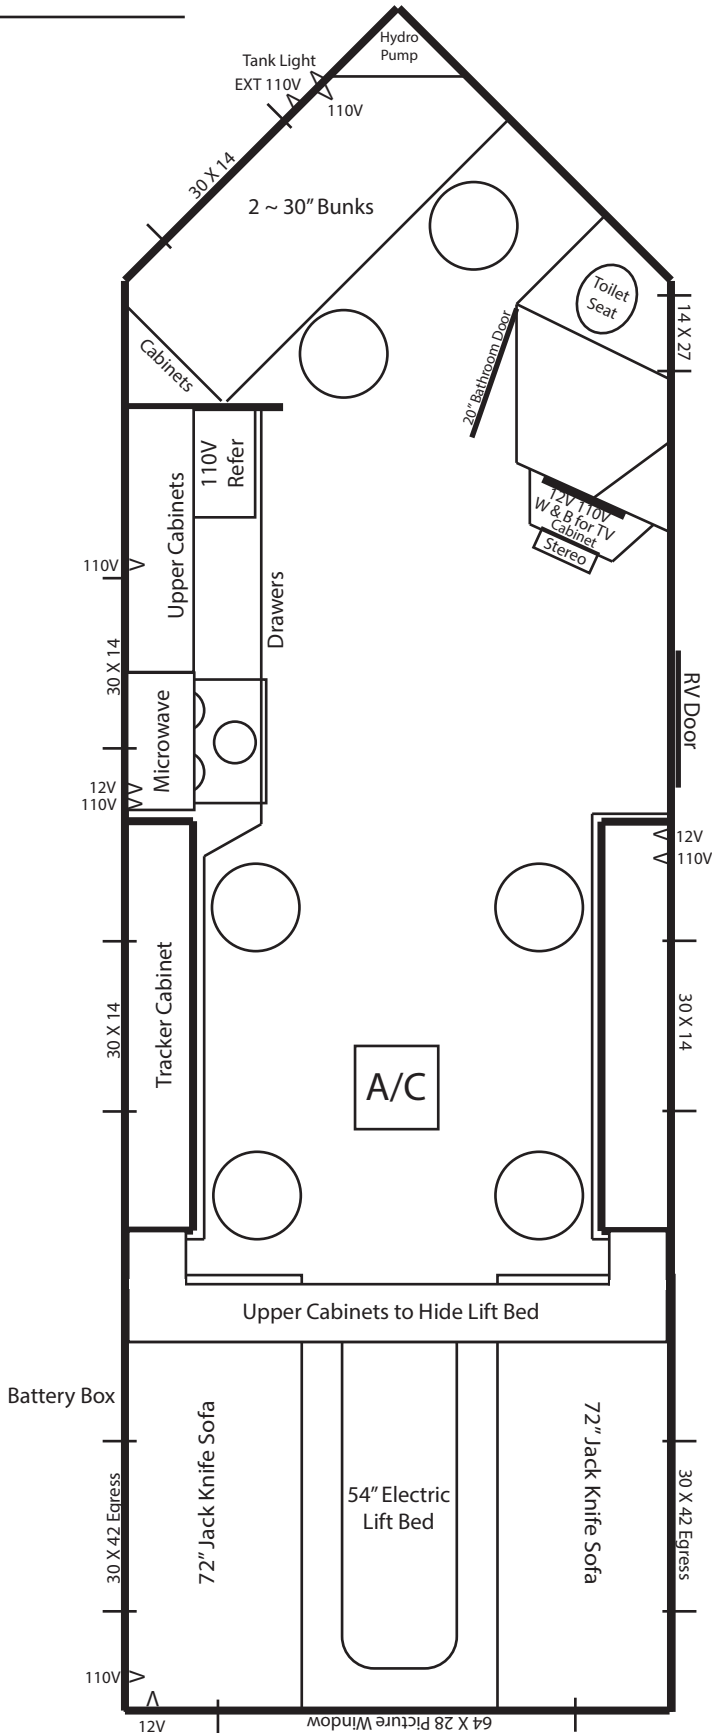 Hydro
Pump
Tank Light
EXT 110V
110V
30 X 14
2 ~ 30” Bunks
Toilet
Seat
14 X 27
Cabinets
20” Bathroom Door
110V
Refer
Upper Cabinets
12V 110V
W & B for TV
Cabinet
Stereo
110V
Drawers
30 X 14
Microwave
RV Door
12V
110V
12V
110V
Tracker Cabinet
30 X 14
30 X 14
A/C
Upper Cabinets to Hide Lift Bed
Battery Box
72” Jack Knife Sofa
72” Jack Knife Sofa
54” Electric
Lift Bed
30 X 42 Egress
30 X 42 Egress
110V
12V
64 X 28 Picture Window